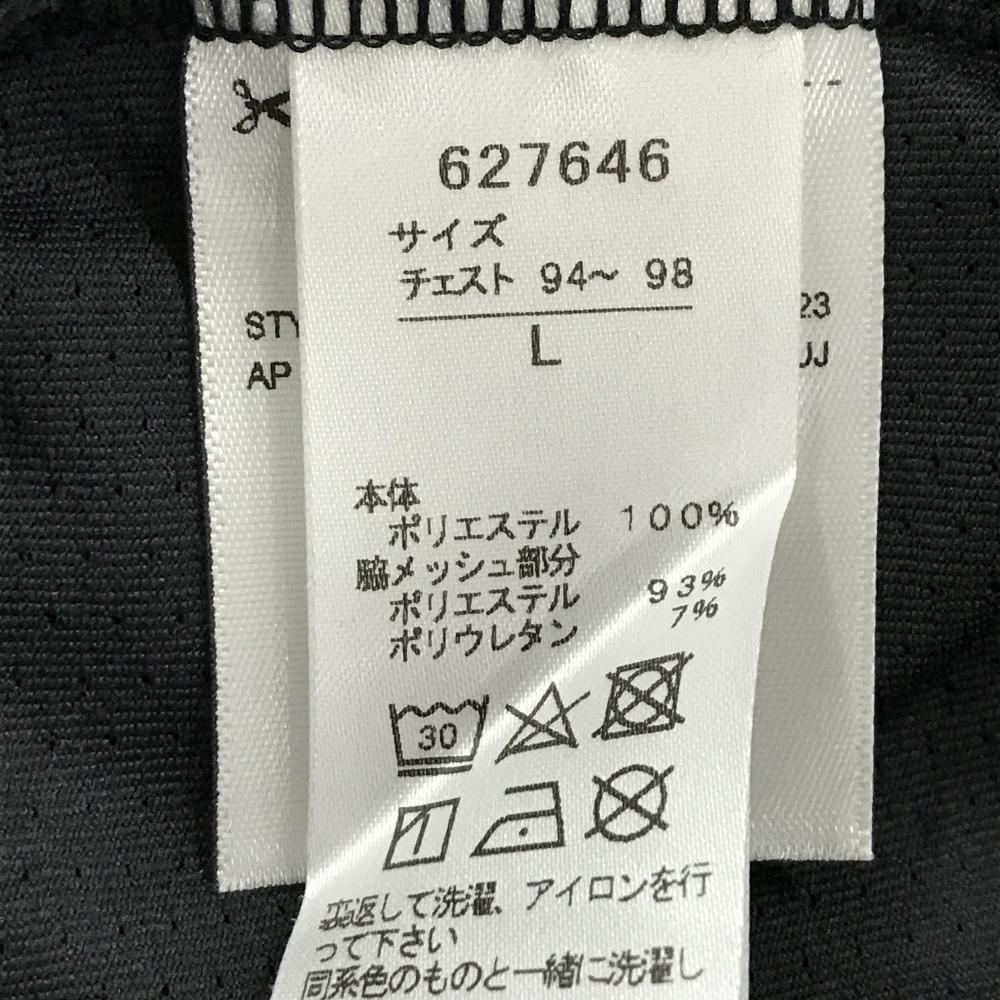 627646
サイズ
チェスト 94～ 98
L
本体
ポリエステル 100%
脇メッシュ部分
ポリエステル 93%
ポリウレタン 7%
30
裏返して洗濯、アイロンを行
って下さい
同系色のものと一緒に洗濯し
AP
23